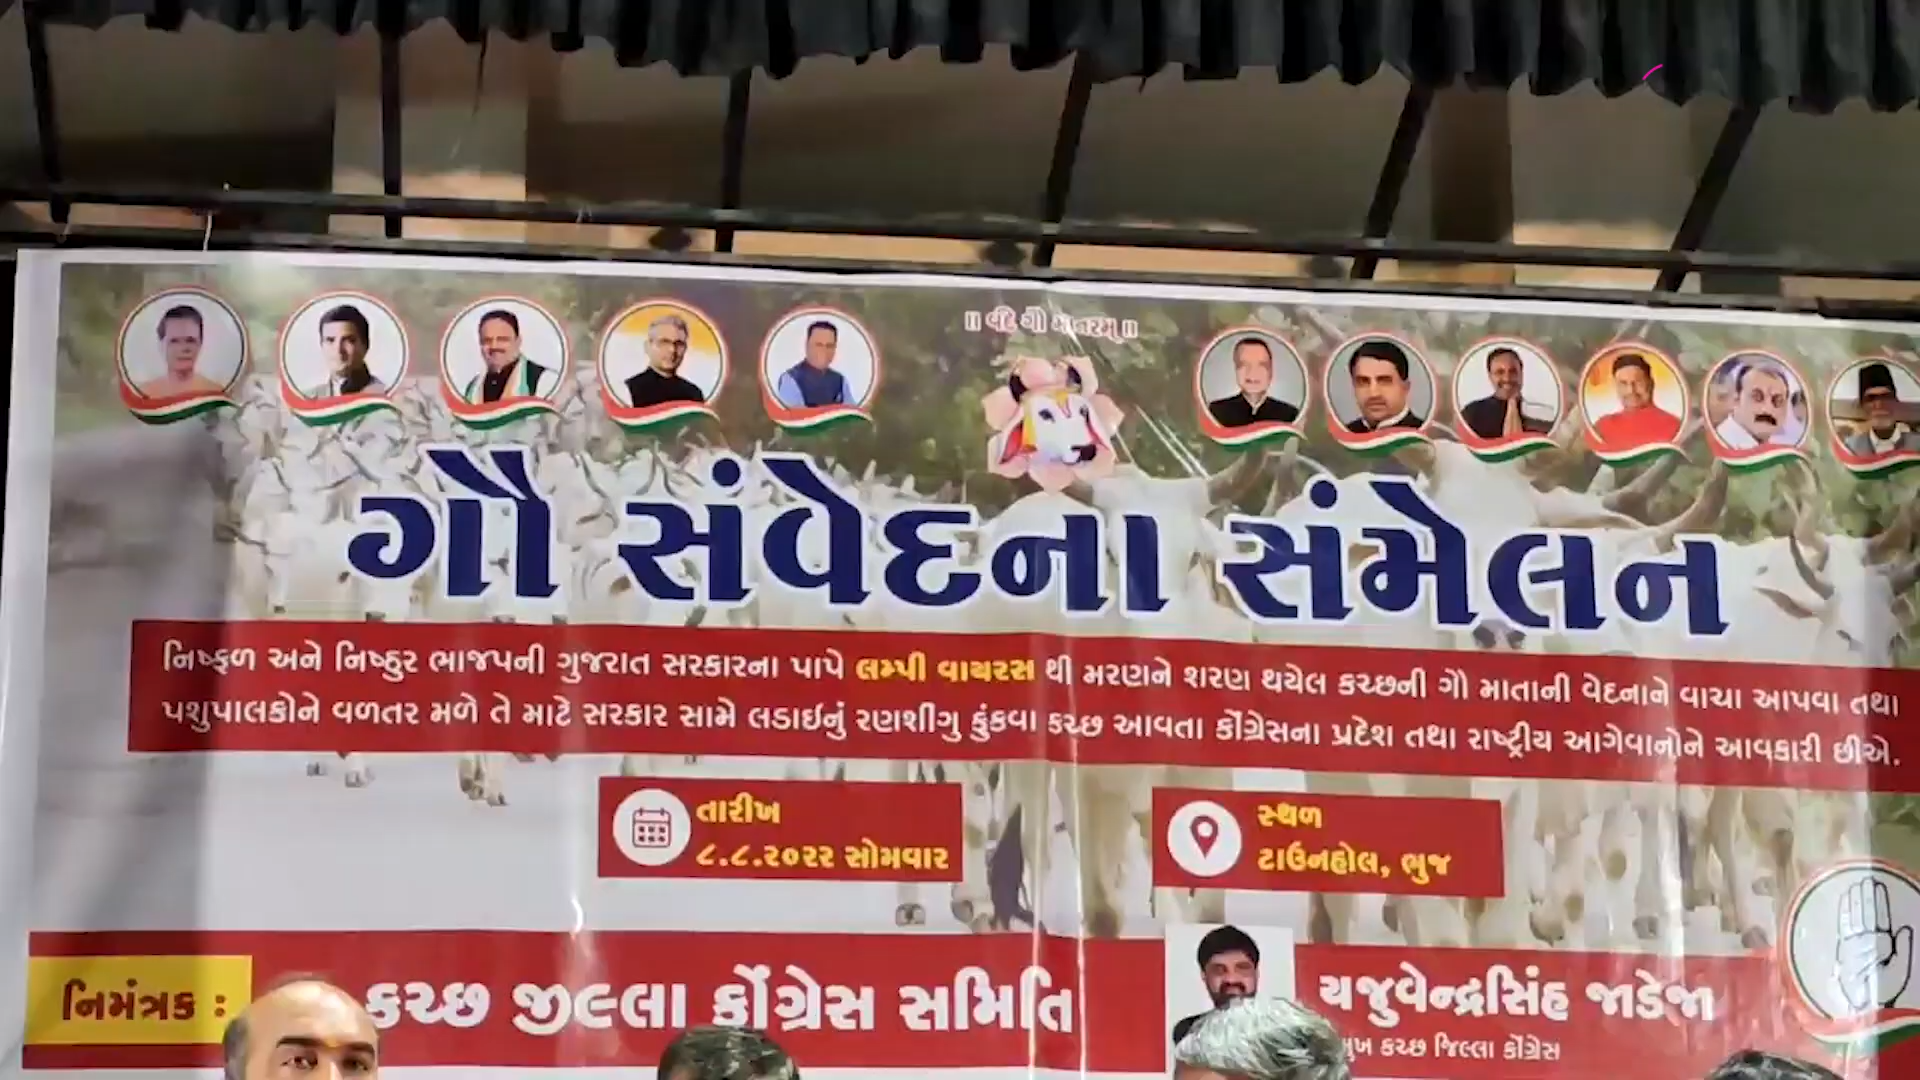 ॥ વંદે ગૌ માતરમ્ ॥
ગૌ સંવેદના સંમેલન
નિષ્ફળ અને નિષ્ઠુર ભાજપની ગુજરાત સરકારના પાપે લમ્પી વાયરસ થી મરણને શરણ થયેલ કચ્છની ગૌ માતાની વેદનાને વાચા આપવા તથા
પશુપાલકોને વળતર મળે તે માટે સરકાર સામે લડાઇનું રણશીંગુ ફુંકવા કચ્છ આવતા કોંગ્રેસના પ્રદેશ તથા રાષ્ટ્રીય આગેવાનોને આવકારી છીએ.
તારીખ
૮.૮.૨૦૨૨ સોમવાર
સ્થળ
ટાઉનહોલ, ભુજ
નિમંત્રક :
કચ્છ જીલ્લા કોંગ્રેસ સમિતિ
યજુવેન્દ્રસિંહ જાડેજા
કચ્છ જિલ્લા કોંગ્રેસ